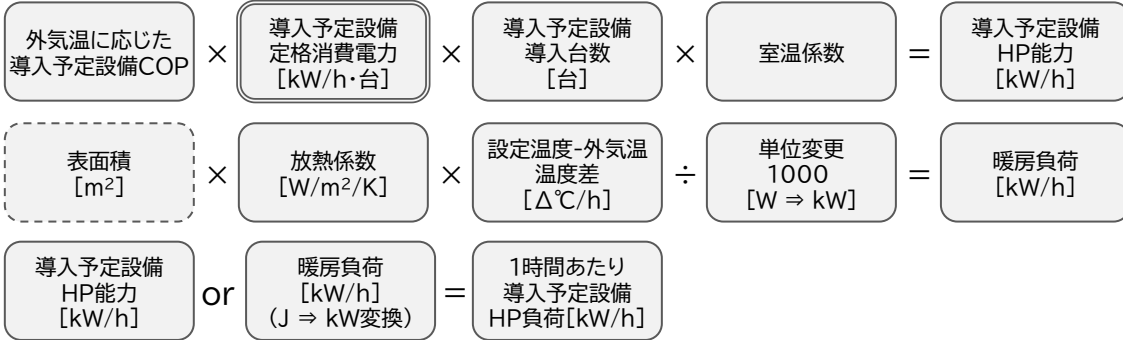 外気温に応じた
導入予定設備COP
×
導入予定設備
定格消費電力
[kW/h・台]
×
導入予定設備
導入台数
[台]
×
室温係数
=
導入予定設備
HP能力
[kW/h]
表面積
[m²]
×
放熱係数
[W/m²/K]
×
設定温度-外気温
温度差
[Δ℃/h]
÷
単位変更
1000
[W ⇒ kW]
=
暖房負荷
[kW/h]
導入予定設備
HP能力
[kW/h]
or
暖房負荷
[kW/h]
(J ⇒ kW変換)
=
1時間あたり
導入予定設備
HP負荷[kW/h]